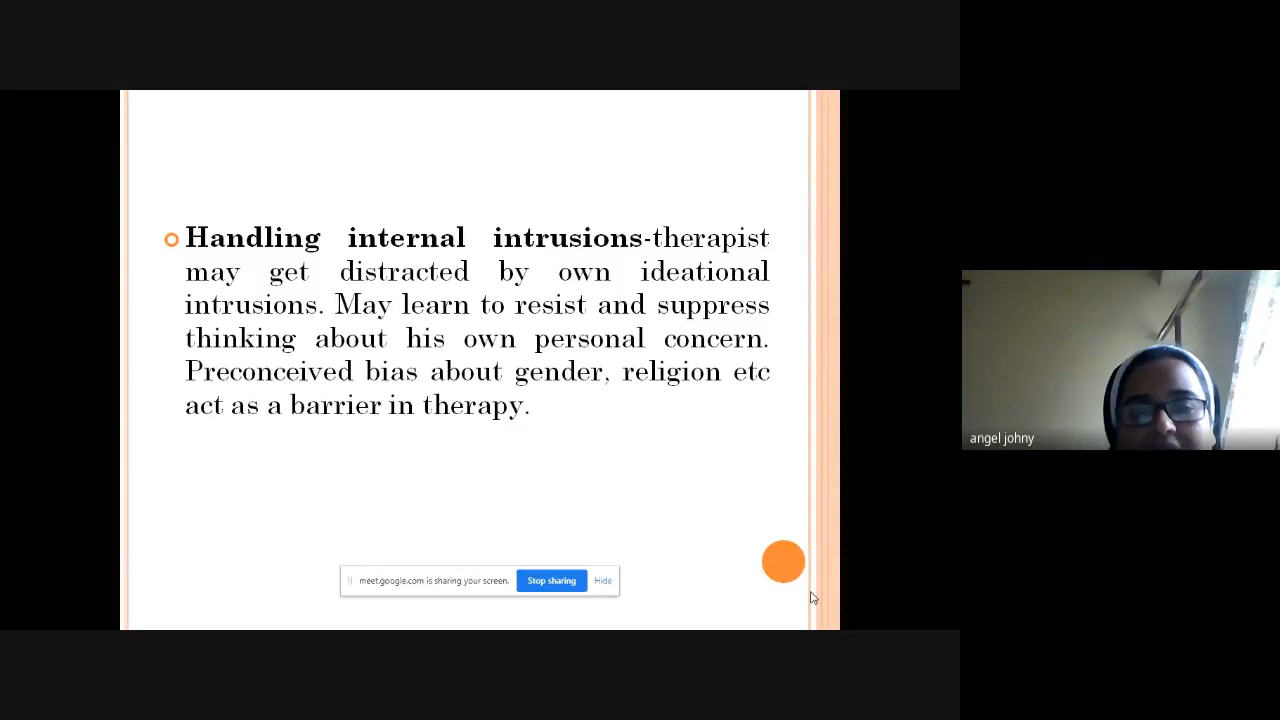 Handling internal intrusions-therapist
may get distracted by own ideational
intrusions. May learn to resist and suppress
thinking about his own personal concern.
Preconceived bias about gender, religion etc
act as a barrier in therapy.
meet.google.com is sharing your screen. Stop sharing Hide
angel johny